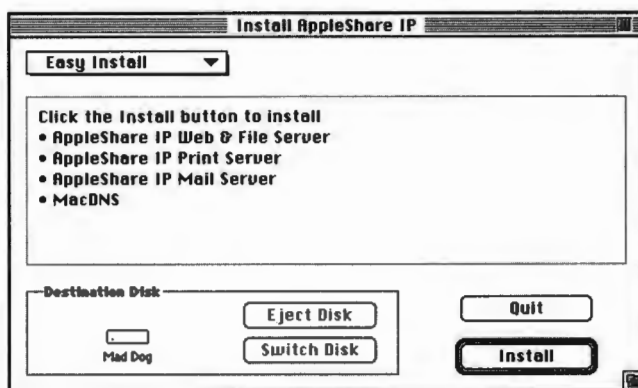 Install AppleShare IP
Easy Install
Click the Install button to install
• AppleShare IP Web & File Server
• AppleShare IP Print Server
• AppleShare IP Mail Server
• MacDNS
Destination Disk
Mad Dog
Eject Disk
Switch Disk
Quit
Install